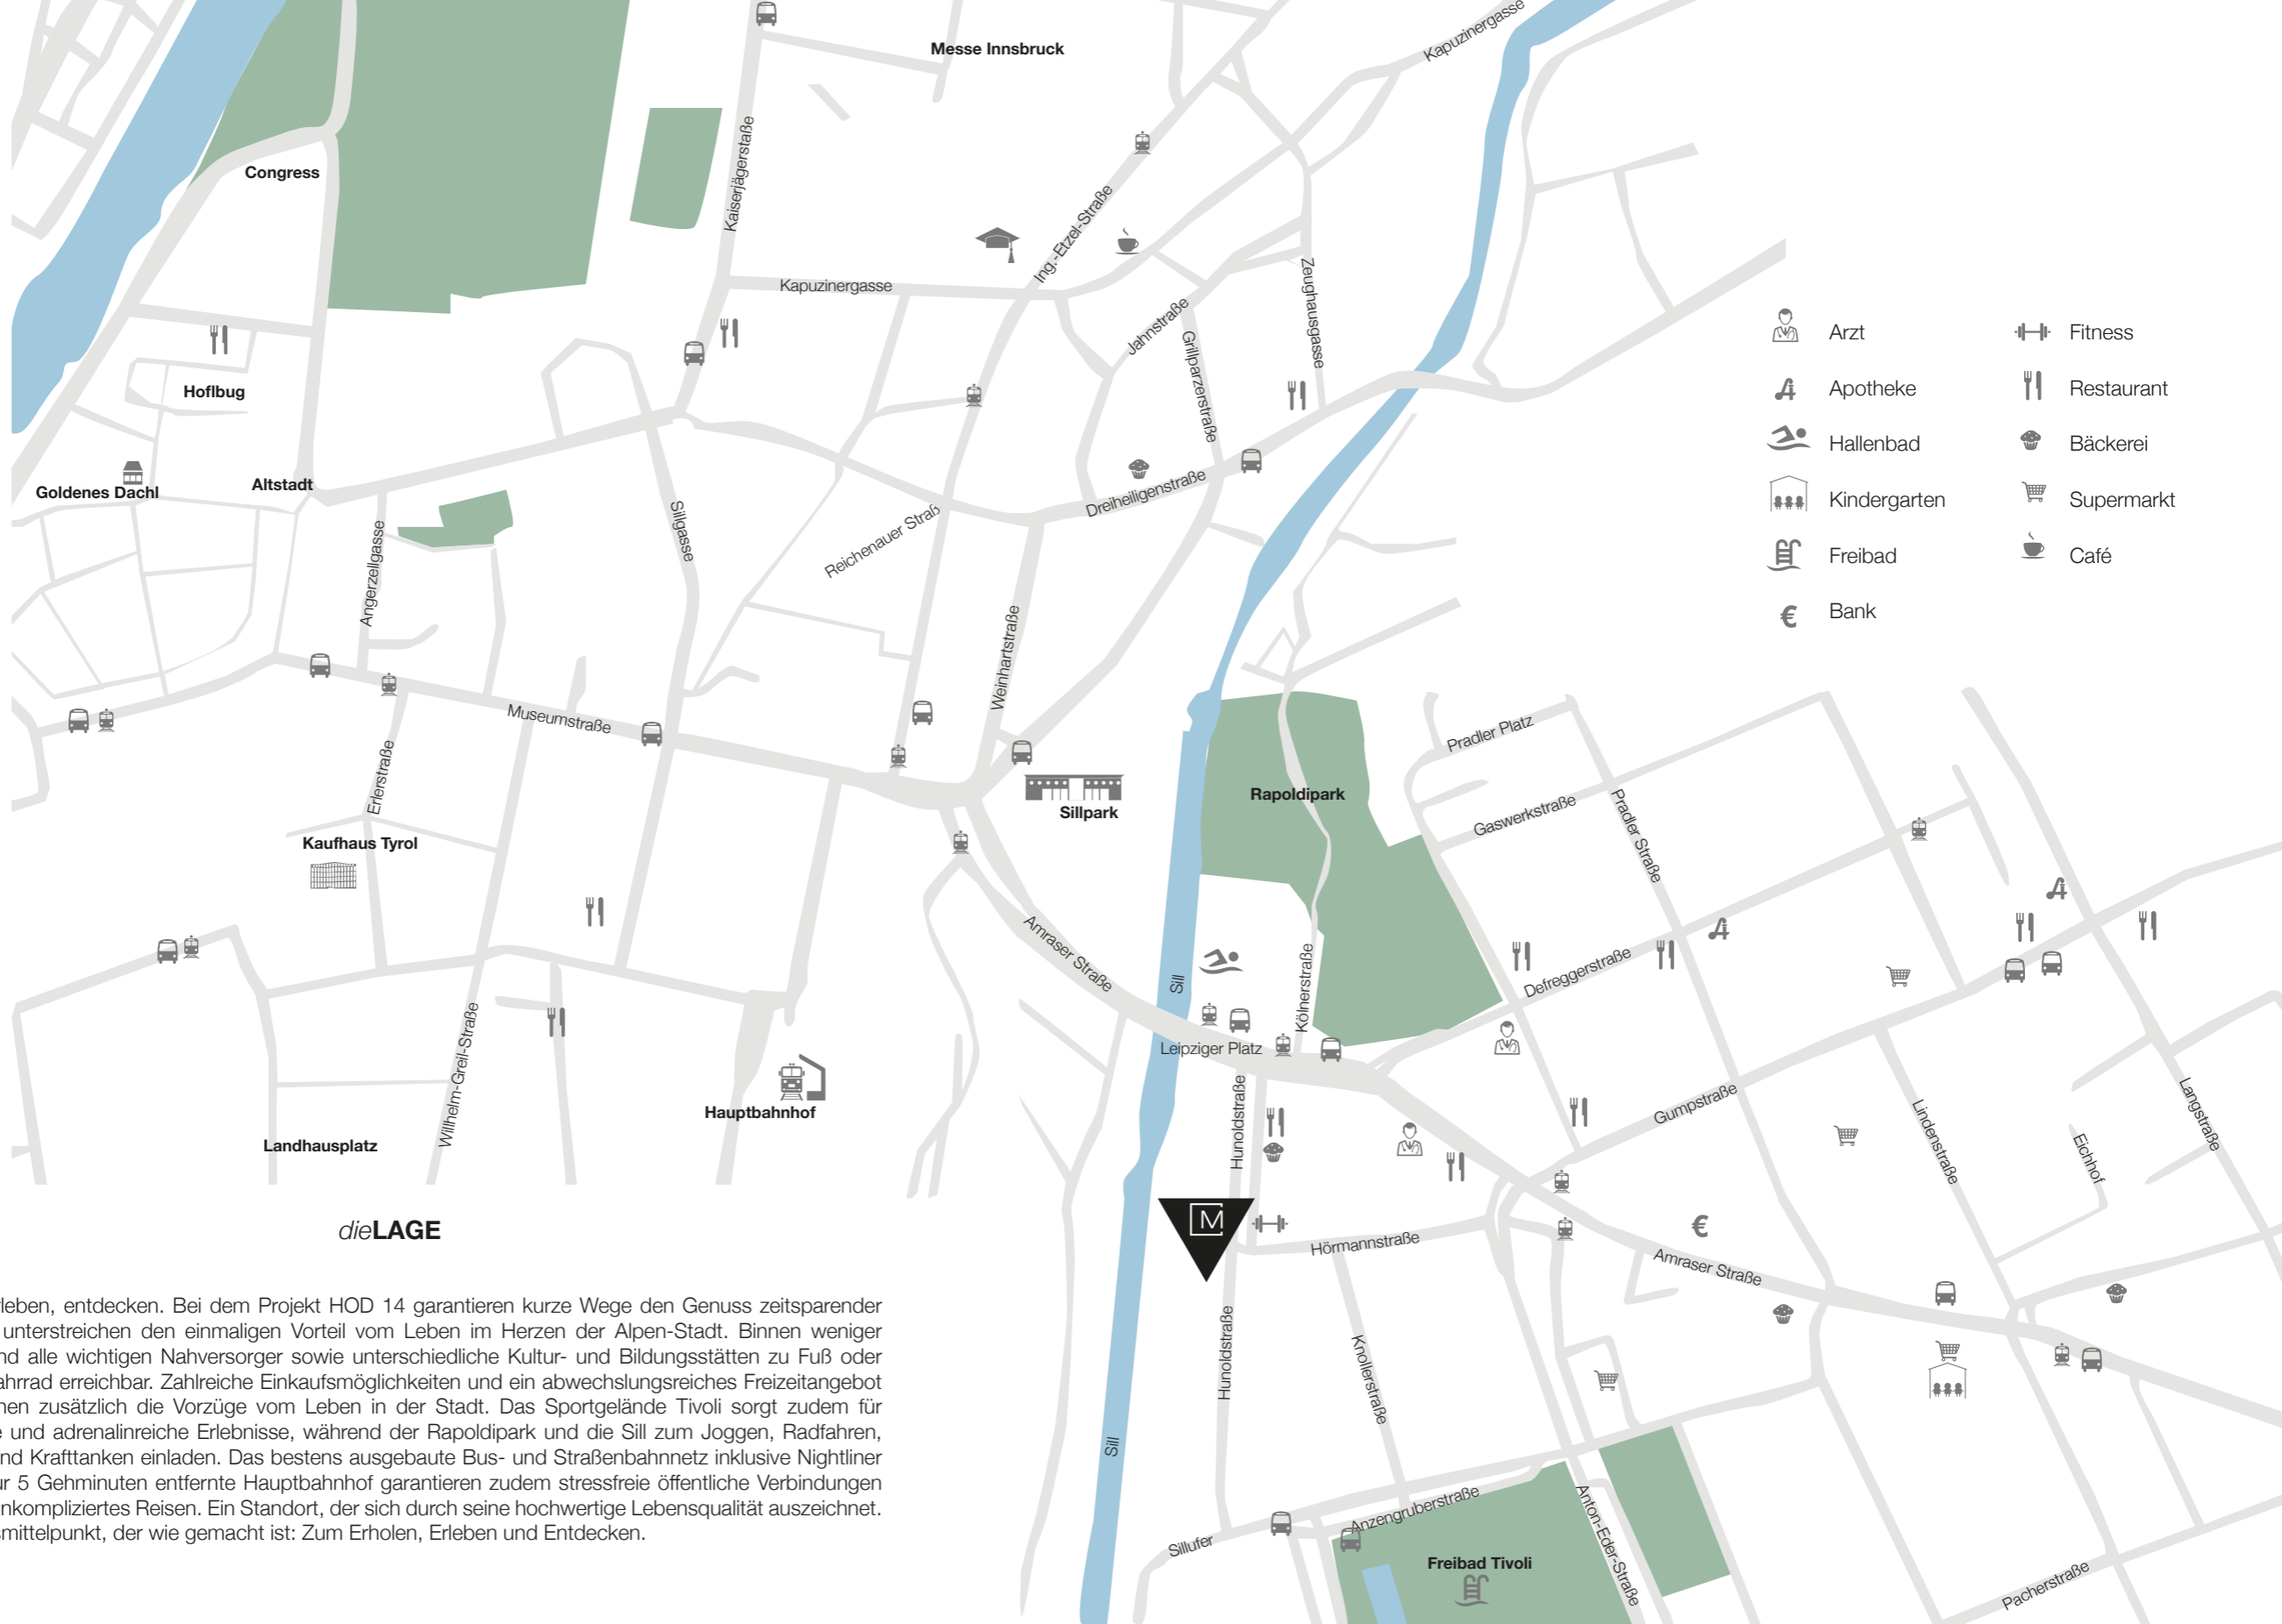 Kapuzinergasse
Messe Innsbruck
Congress
Kaiserjägerstaße
Ing.-Etzel-Straße
Kapuzinergasse
Zeughausgasse
Jahnstraße
Grillparzerstraße
Hoflbug
Goldenes Dachl
Altstadt
Dreiheiligenstraße
Sillgasse
Angerzellgasse
Reichenauer Straß
Weinhartstraße
Museumstraße
Erlerstraße
Kaufhaus Tyrol
Sillpark
Rapoldipark
Pradler Platz
Gaswerkstraße
Pradler Straße
Amraser Straße
Sill
Kölnerstraße
Defreggerstraße
Leipziger Platz
Willhelm-Greil-Straße
Hauptbahnhof
Landhausplatz
Hunoldstraße
Gumpstraße
Lindenstraße
Eichhof
Langstraße
M
Hörmannstraße
Amraser Straße
Hunoldstraße
Knollerstraße
Sill
Anzengruberstraße
Sillufer
Anton-Eder-Straße
Freibad Tivoli
Pacherstraße
Arzt
Apotheke
Hallenbad
Kindergarten
Freibad
€ Bank
Fitness
Restaurant
Bäckerei
Supermarkt
Café
€
dieLAGE
leben, entdecken. Bei dem Projekt HOD 14 garantieren kurze Wege den Genuss zeitsparender
unterstreichen den einmaligen Vorteil vom Leben im Herzen der Alpen-Stadt. Binnen weniger
nd alle wichtigen Nahversorger sowie unterschiedliche Kultur- und Bildungsstätten zu Fuß oder
ahrrad erreichbar. Zahlreiche Einkaufsmöglichkeiten und ein abwechslungsreiches Freizeitangebot
hen zusätzlich die Vorzüge vom Leben in der Stadt. Das Sportgelände Tivoli sorgt zudem für
e und adrenalinreiche Erlebnisse, während der Rapoldipark und die Sill zum Joggen, Radfahren,
nd Krafttanken einladen. Das bestens ausgebaute Bus- und Straßenbahnnetz inklusive Nightliner
ur 5 Gehminuten entfernte Hauptbahnhof garantieren zudem stressfreie öffentliche Verbindungen
nkompliziertes Reisen. Ein Standort, der sich durch seine hochwertige Lebensqualität auszeichnet.
smittelpunkt, der wie gemacht ist: Zum Erholen, Erleben und Entdecken.